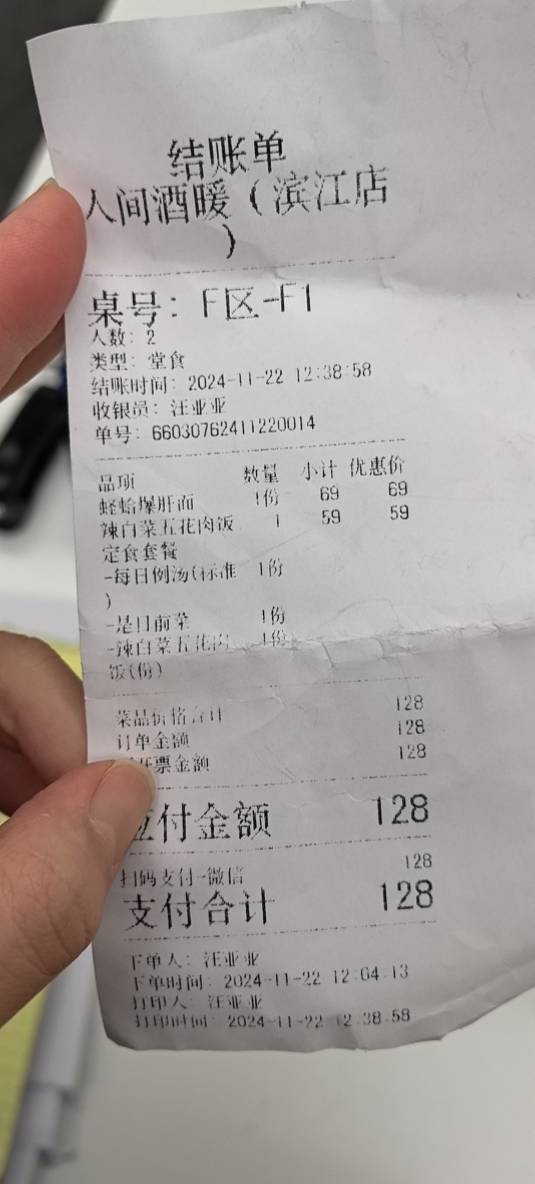 结账单
人间酒暖（滨江店
）
桌号：F区-F1
人数：2
类型：堂食
结账时间：2024-11-22 12:38:58
收银员：汪亚亚
单号：66030762411220014
品项 数量 小计 优惠价
蛏蛤爆肝面 1份 69 69
辣白菜五花肉饭 1 59 59
定食套餐
-每日例汤(标准 1份
)
-是日前菜 1份
-辣白菜五花肉 1份
饭(份)
菜品价格合计 128
订单金额 128
开票金额 128
应付金额 128
扫码支付-微信 128
支付合计 128
下单人：汪亚亚
下单时间：2024-11-22 12:04:13
打印人：汪亚亚
打印时间：2024-11-22 12:38:58